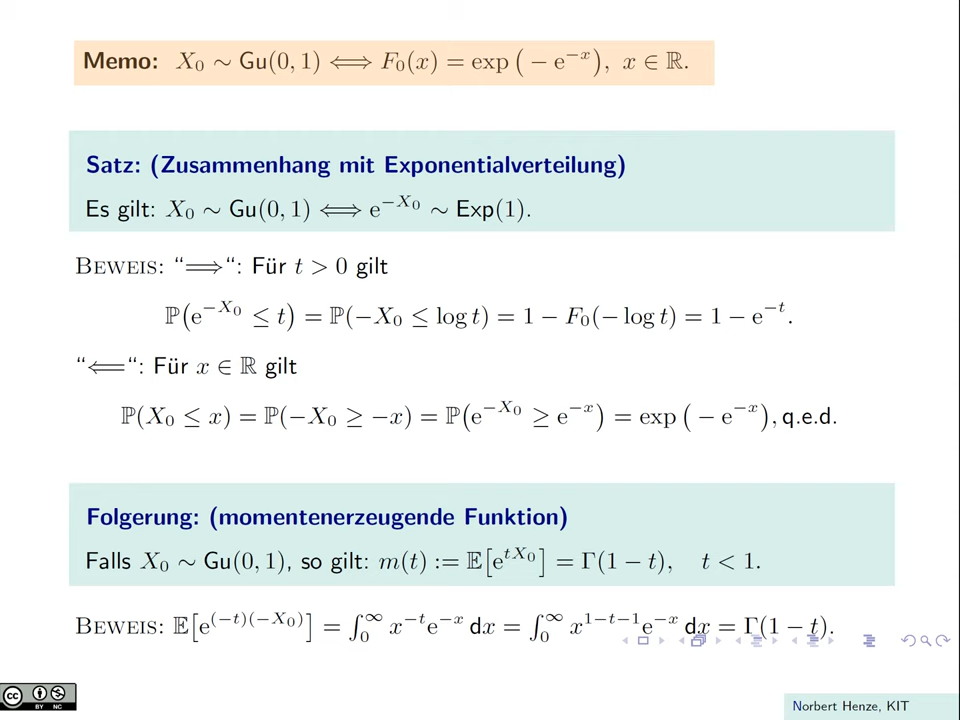 Memo: X₀ ∼ Gu(0, 1) ⟺ F₀(x) = exp ( − e⁻ˣ ), x ∈ ℝ.
Satz: (Zusammenhang mit Exponentialverteilung)
Es gilt: X₀ ∼ Gu(0, 1) ⟺ e^{−X₀} ∼ Exp(1).
Beweis: “⟹“: Für t > 0 gilt
ℙ(e^{−X₀} ≤ t) = ℙ(−X₀ ≤ log t) = 1 − F₀(− log t) = 1 − e^{−t}.
“⟸“: Für x ∈ ℝ gilt
ℙ(X₀ ≤ x) = ℙ(−X₀ ≥ −x) = ℙ(e^{−X₀} ≥ e^{−x}) = exp ( − e^{−x} ), q.e.d.
Folgerung: (momentenerzeugende Funktion)
Falls X₀ ∼ Gu(0, 1), so gilt: m(t) := 𝔼[e^{tX₀}] = Γ(1 − t), t < 1.
Beweis: 𝔼[e^{(−t)(−X₀)}] = ∫₀^∞ x^{−t}e^{−x} dx = ∫₀^∞ x^{1−t−1}e^{−x} dx = Γ(1 − t).
cc BY NC
Norbert Henze, KIT